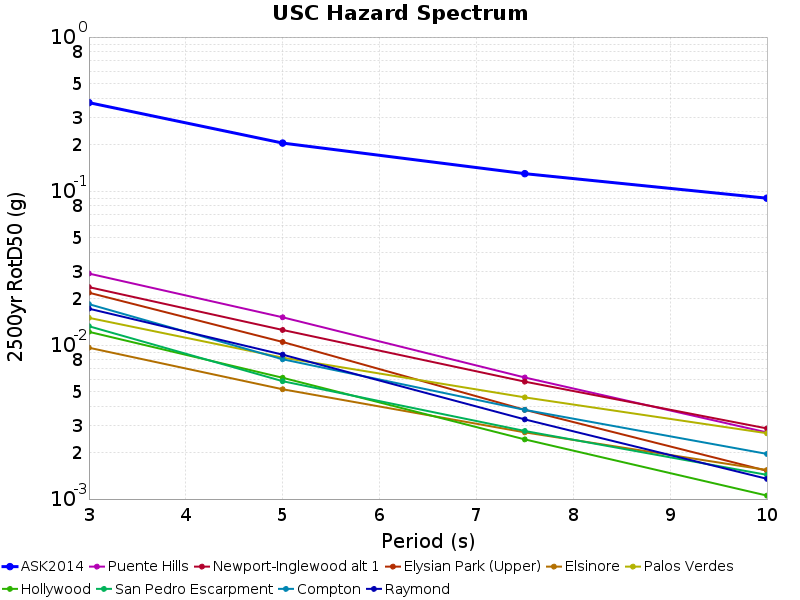 USC Hazard Spectrum
10^0
8
5
3
2
10^-1
8
5
3
2
10^-2
8
5
3
2
10^-3
2500yr RotD50 (g)
3 4 5 6 7 8 9 10
Period (s)
ASK2014 Puente Hills Newport-Inglewood alt 1 Elysian Park (Upper) Elsinore Palos Verdes
Hollywood San Pedro Escarpment Compton Raymond